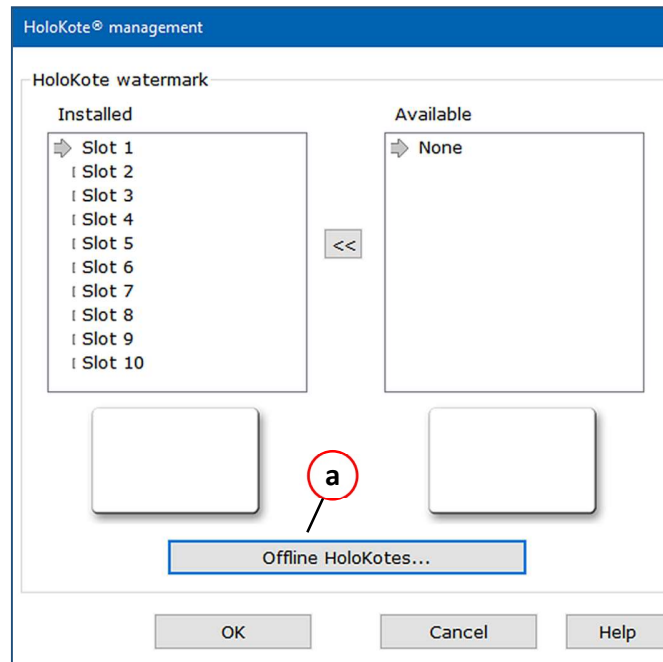 HoloKote® management
HoloKote watermark
Installed
Available
Slot 1
Slot 2
Slot 3
Slot 4
Slot 5
Slot 6
Slot 7
Slot 8
Slot 9
Slot 10
<<
None
a
Offline HoloKotes...
OK
Cancel
Help